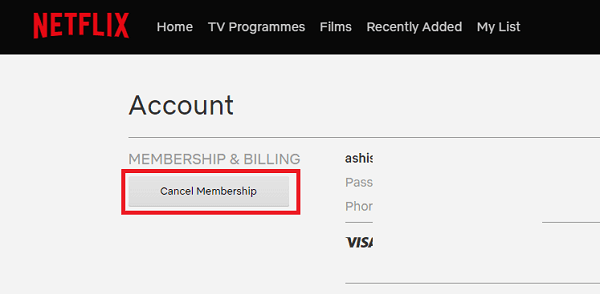 NETFLIX Home TV Programmes Films Recently Added My List
Account
MEMBERSHIP & BILLING ashis
Cancel Membership Pass
Phor
VISA